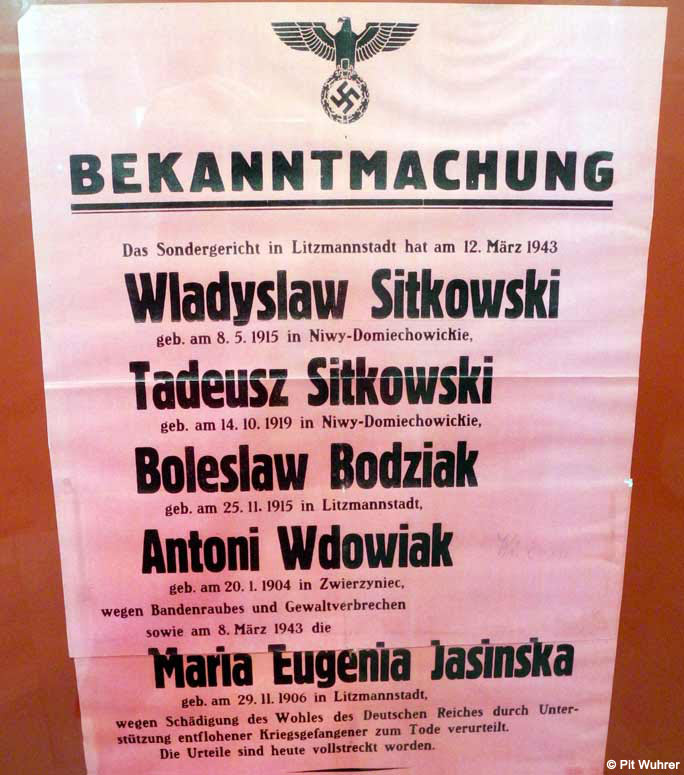 BEKANNTMACHUNG
Das Sondergericht in Litzmannstadt hat am 12. März 1943
Wladyslaw Sitkowski
geb. am 8. 5. 1915 in Niwy-Domiechowickie,
Tadeusz Sitkowski
geb. am 14. 10. 1919 in Niwy-Domiechowickie,
Boleslaw Bodziak
geb. am 25. 11. 1915 in Litzmannstadt,
Antoni Wdowiak
geb. am 20. 1. 1904 in Zwierzyniec,
wegen Bandenraubes und Gewaltverbrechen
sowie am 8. März 1943 die
Maria Eugenia Jasinska
geb. am 29. 11. 1906 in Litzmannstadt,
wegen Schädigung des Wohles des Deutschen Reiches durch Unter-
stützung entflohener Kriegsgefangener zum Tode verurteilt.
Die Urteile sind heute vollstreckt worden.
© Pit Wuhrer